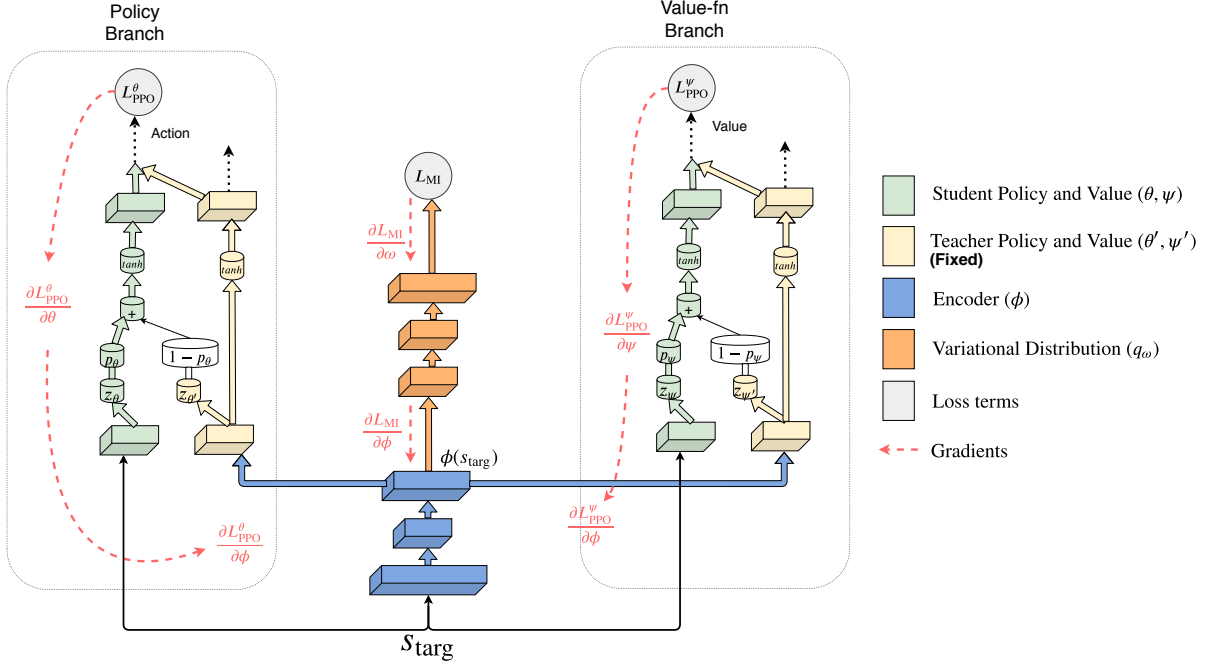 Policy
Branch
Value-fn
Branch
L^θ_PPO
Action
tanh
tanh
+
p_θ
1 − p_θ
z_θ
z_θ′
∂L^θ_PPO
∂θ
∂L^θ_PPO
∂ϕ
L_MI
∂L_MI
∂ω
∂L_MI
∂ϕ
ϕ(s_targ)
s_targ
L^ψ_PPO
Value
tanh
tanh
+
p_ψ
1 − p_ψ
z_ψ
z_ψ′
∂L^ψ_PPO
∂ψ
∂L^ψ_PPO
∂ϕ
Student Policy and Value (θ, ψ)
Teacher Policy and Value (θ′, ψ′)
(Fixed)
Encoder (ϕ)
Variational Distribution (q_ω)
Loss terms
Gradients